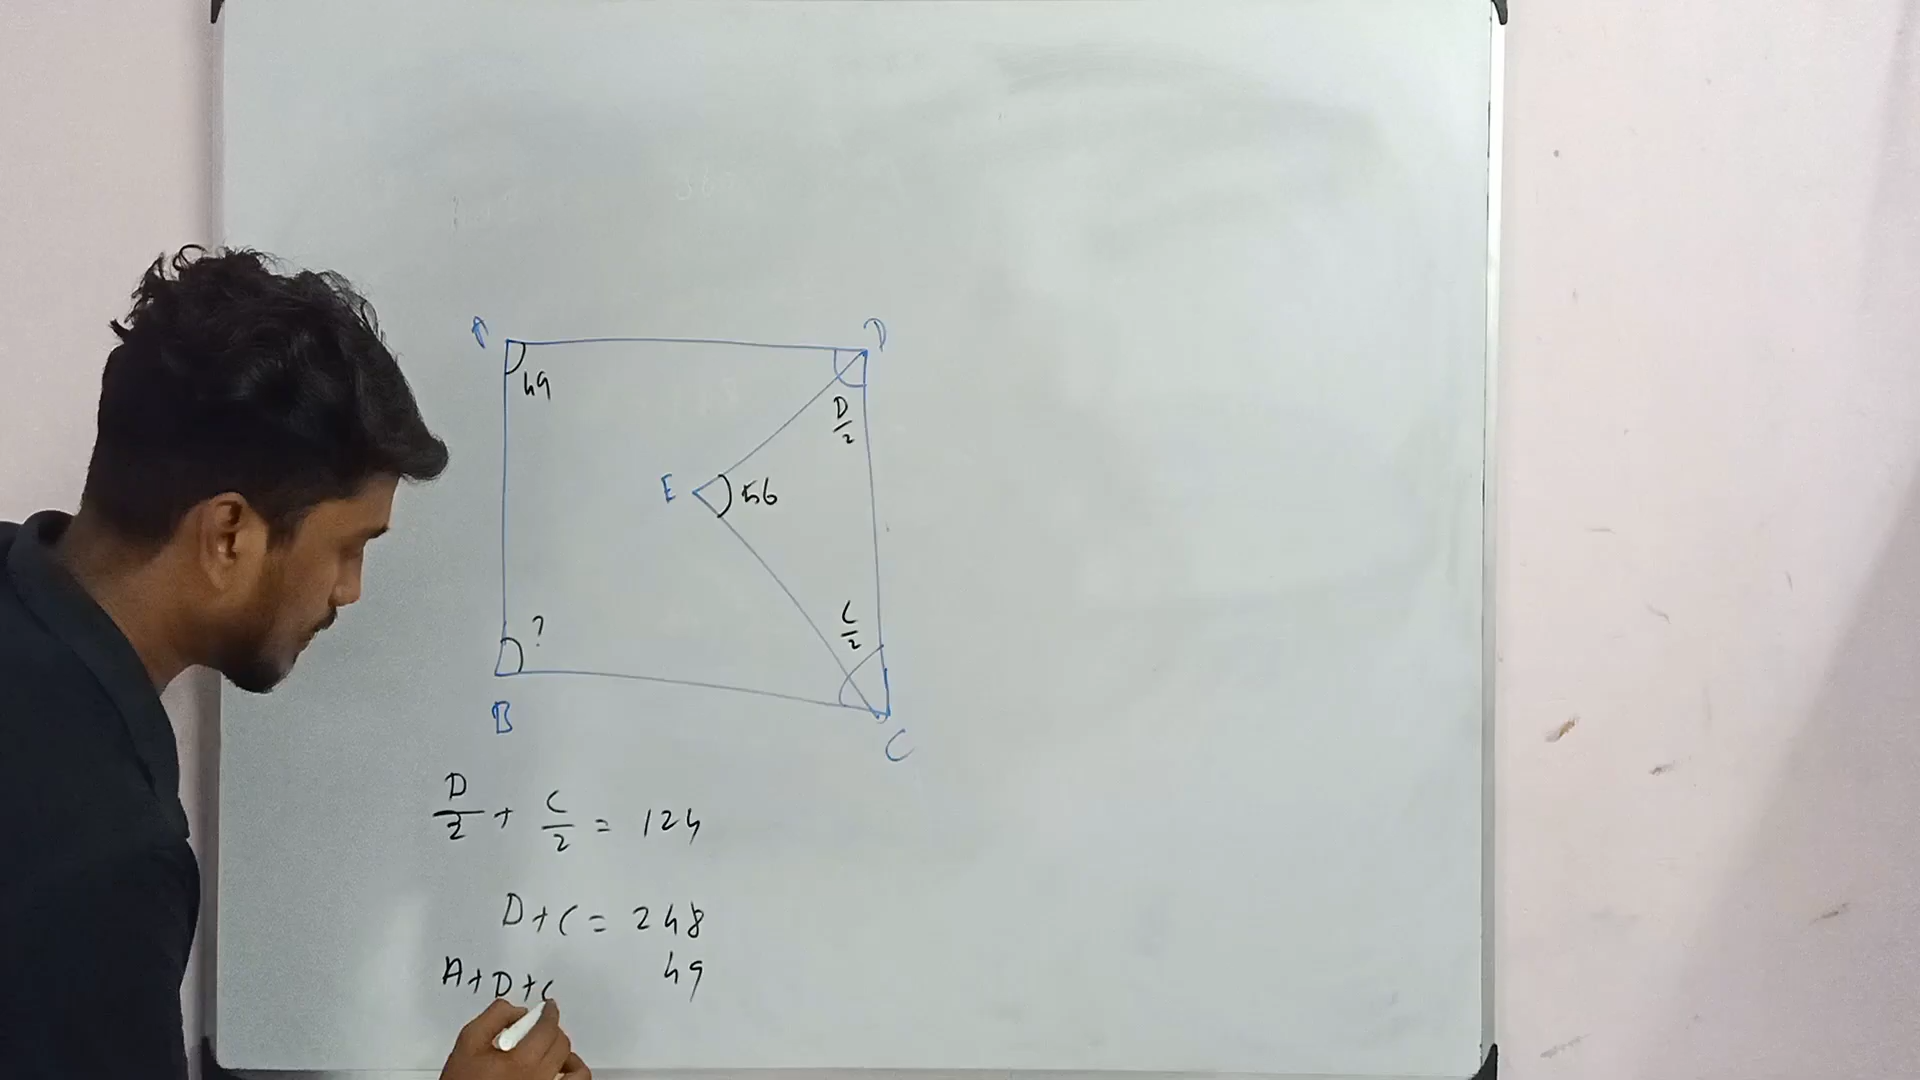 A D
49
D/2
E 56
C/2
?
B
C
D/2 + C/2 = 124
D+C = 248
49
A+D+C